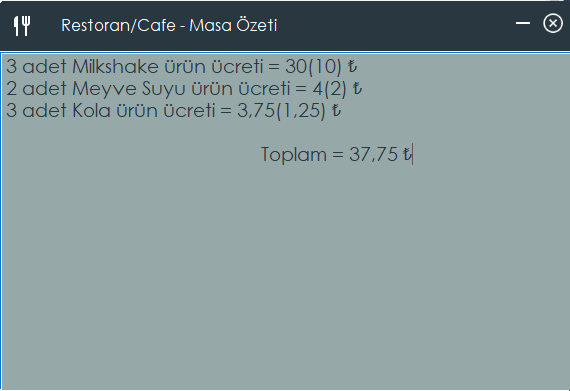 Restoran/Cafe - Masa Özeti
3 adet Milkshake ürün ücreti = 30(10) ₺
2 adet Meyve Suyu ürün ücreti = 4(2) ₺
3 adet Kola ürün ücreti = 3,75(1,25) ₺
Toplam = 37,75 ₺